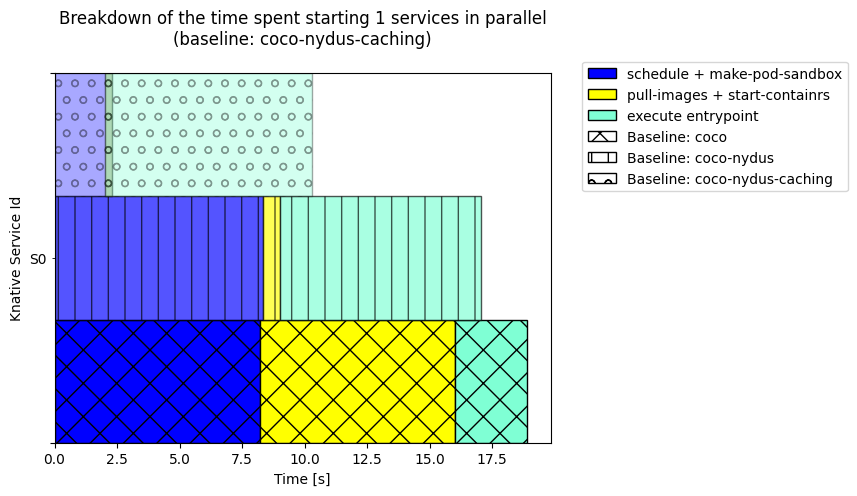 Breakdown of the time spent starting 1 services in parallel
(baseline: coco-nydus-caching)
schedule + make-pod-sandbox
pull-images + start-containrs
execute entrypoint
Baseline: coco
Baseline: coco-nydus
Baseline: coco-nydus-caching
Knative Service Id
S0
0.0 2.5 5.0 7.5 10.0 12.5 15.0 17.5
Time [s]